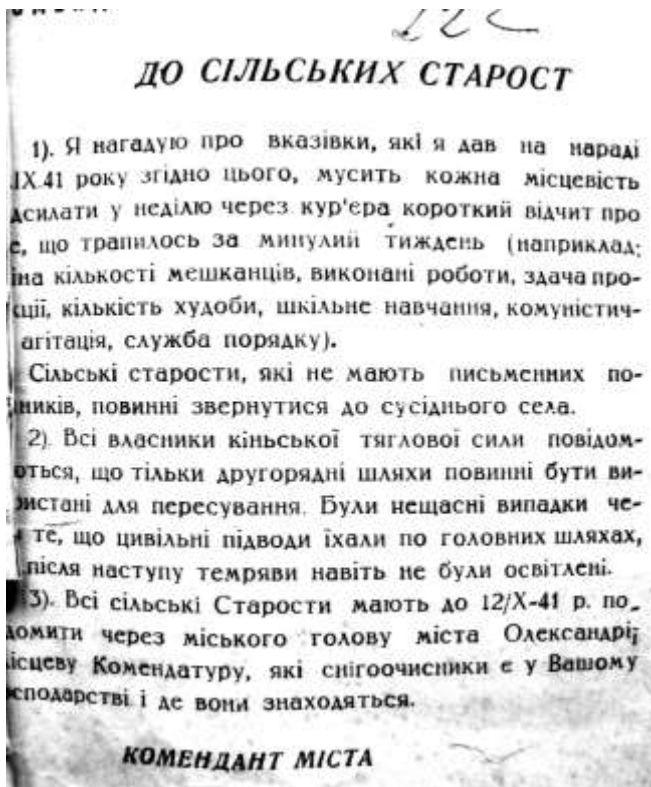 222
ДО СІЛЬСЬКИХ СТАРОСТ
1). Я нагадую про вказівки, які я дав на нараді
ІХ.41 року згідно цього, мусить кожна місцевість
дсилати у неділю через кур'єра короткий відчит про
е, що трапилось за минулий тиждень (наприклад:
іна кількості мешканців, виконані роботи, здача про-
кції, кількість худоби, шкільне навчання, комуністич-
агітація, служба порядку).
Сільські старости, які не мають письменних по-
ників, повинні звернутися до сусіднього села.
2). Всі власники кінської тяглової сили повідом-
ються, що тільки другорядні шляхи повинні бути ви-
ристані для пересування. Були нещасні випадки че-
те, що цивільні підводи їхали по головних шляхах,
після наступу темряви навіть не були освітлені.
3). Всі сільські Старости мають до 12/Х-41 р. по-
домити через міського голову міста Олександрії
ісцеву Комендатуру, які снігоочисники є у Вашому
сподарстві і де вони знаходяться.
КОМЕНДАНТ МІСТА